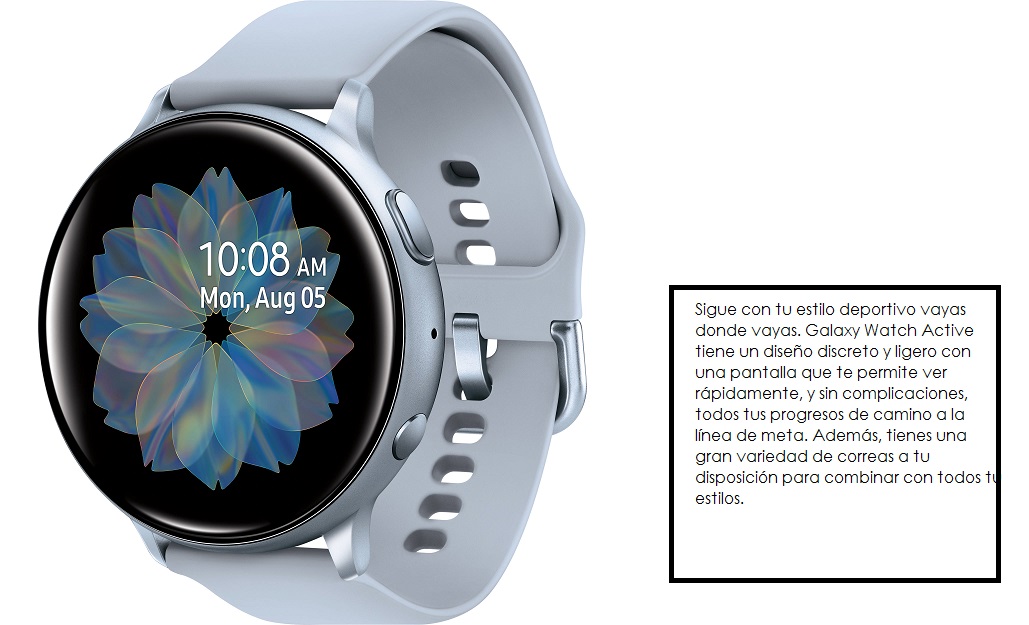 10:08 AM
Mon, Aug 05
Sigue con tu estilo deportivo vayas
donde vayas. Galaxy Watch Active
tiene un diseño discreto y ligero con
una pantalla que te permite ver
rápidamente, y sin complicaciones,
todos tus progresos de camino a la
línea de meta. Además, tienes una
gran variedad de correas a tu
disposición para combinar con todos
estilos.